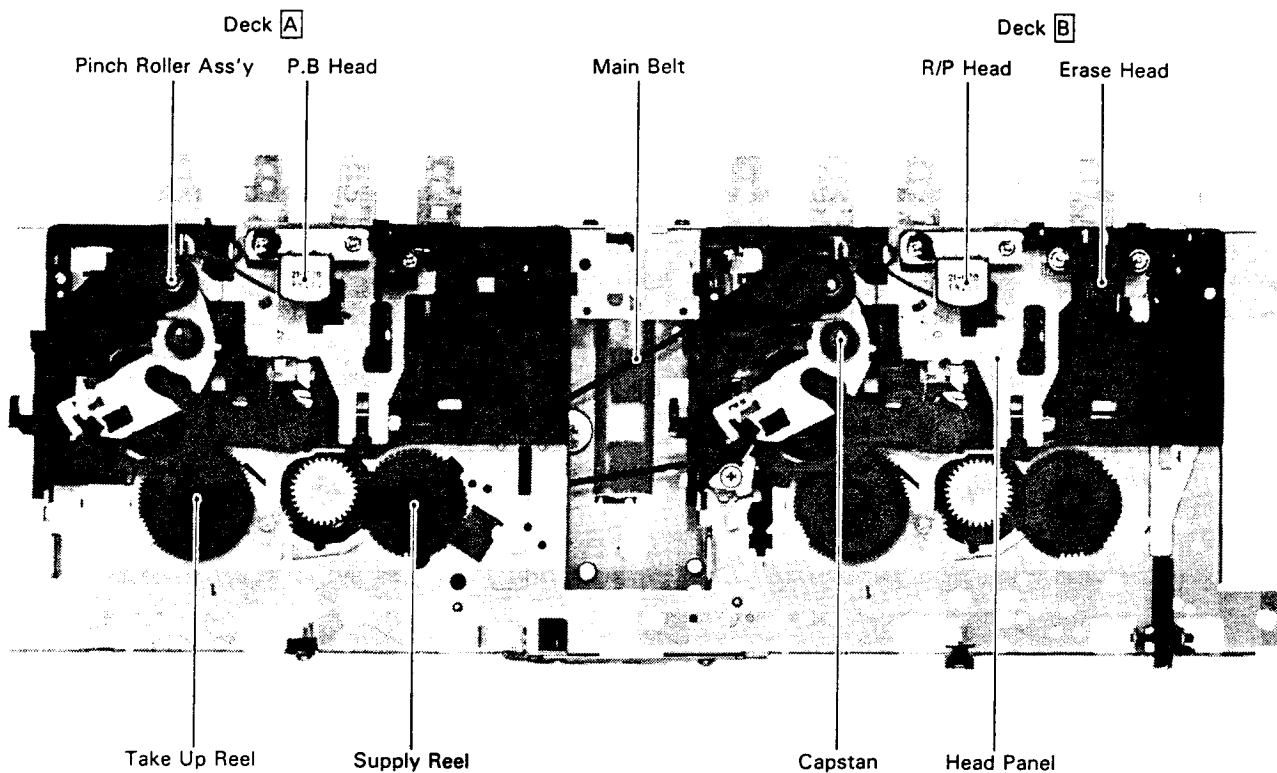 Deck A
Deck B
Pinch Roller Ass'y
P.B Head
Main Belt
R/P Head
Erase Head
Take Up Reel
Supply Reel
Capstan
Head Panel